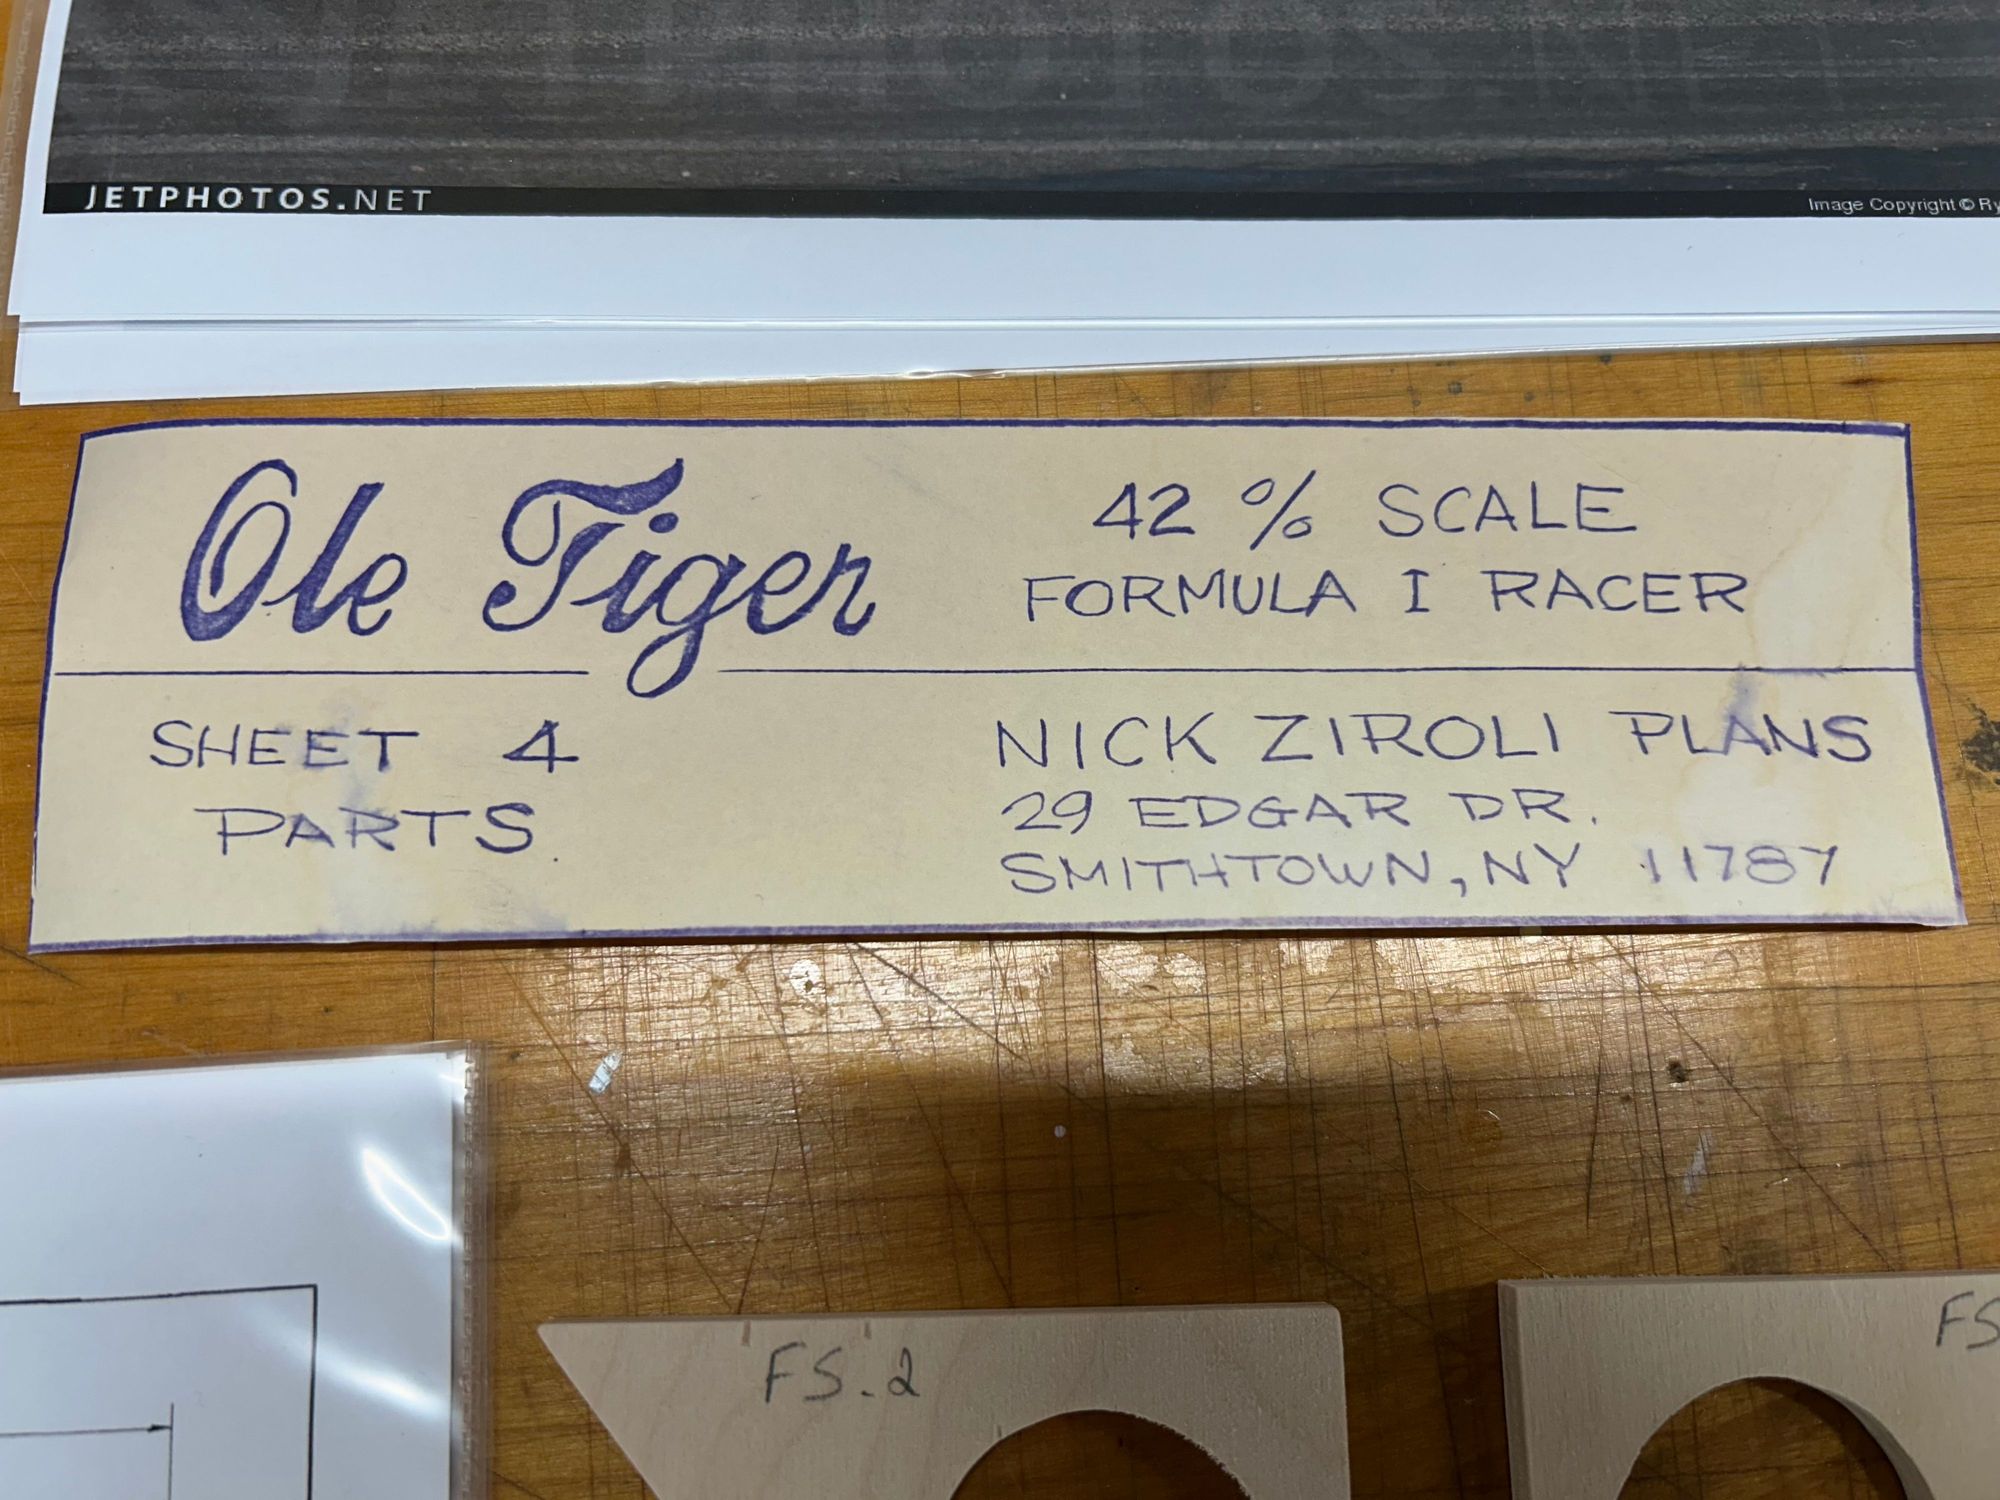 JETPHOTOS.NET
Image Copyright ©
Ole Tiger
42 % SCALE
FORMULA I RACER
SHEET 4
PARTS.
NICK ZIROLI PLANS
29 EDGAR DR.
SMITHTOWN, NY 11787
FS.2
FS